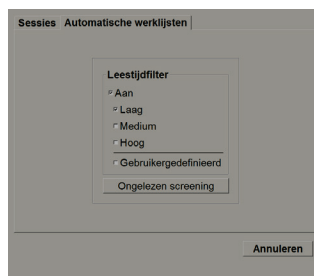 Sessies Automatische werklijsten
Leestijdfilter
Aan
Laag
Medium
Hoog
Gebruikergedefinieerd
Ongelezen screening
Annuleren